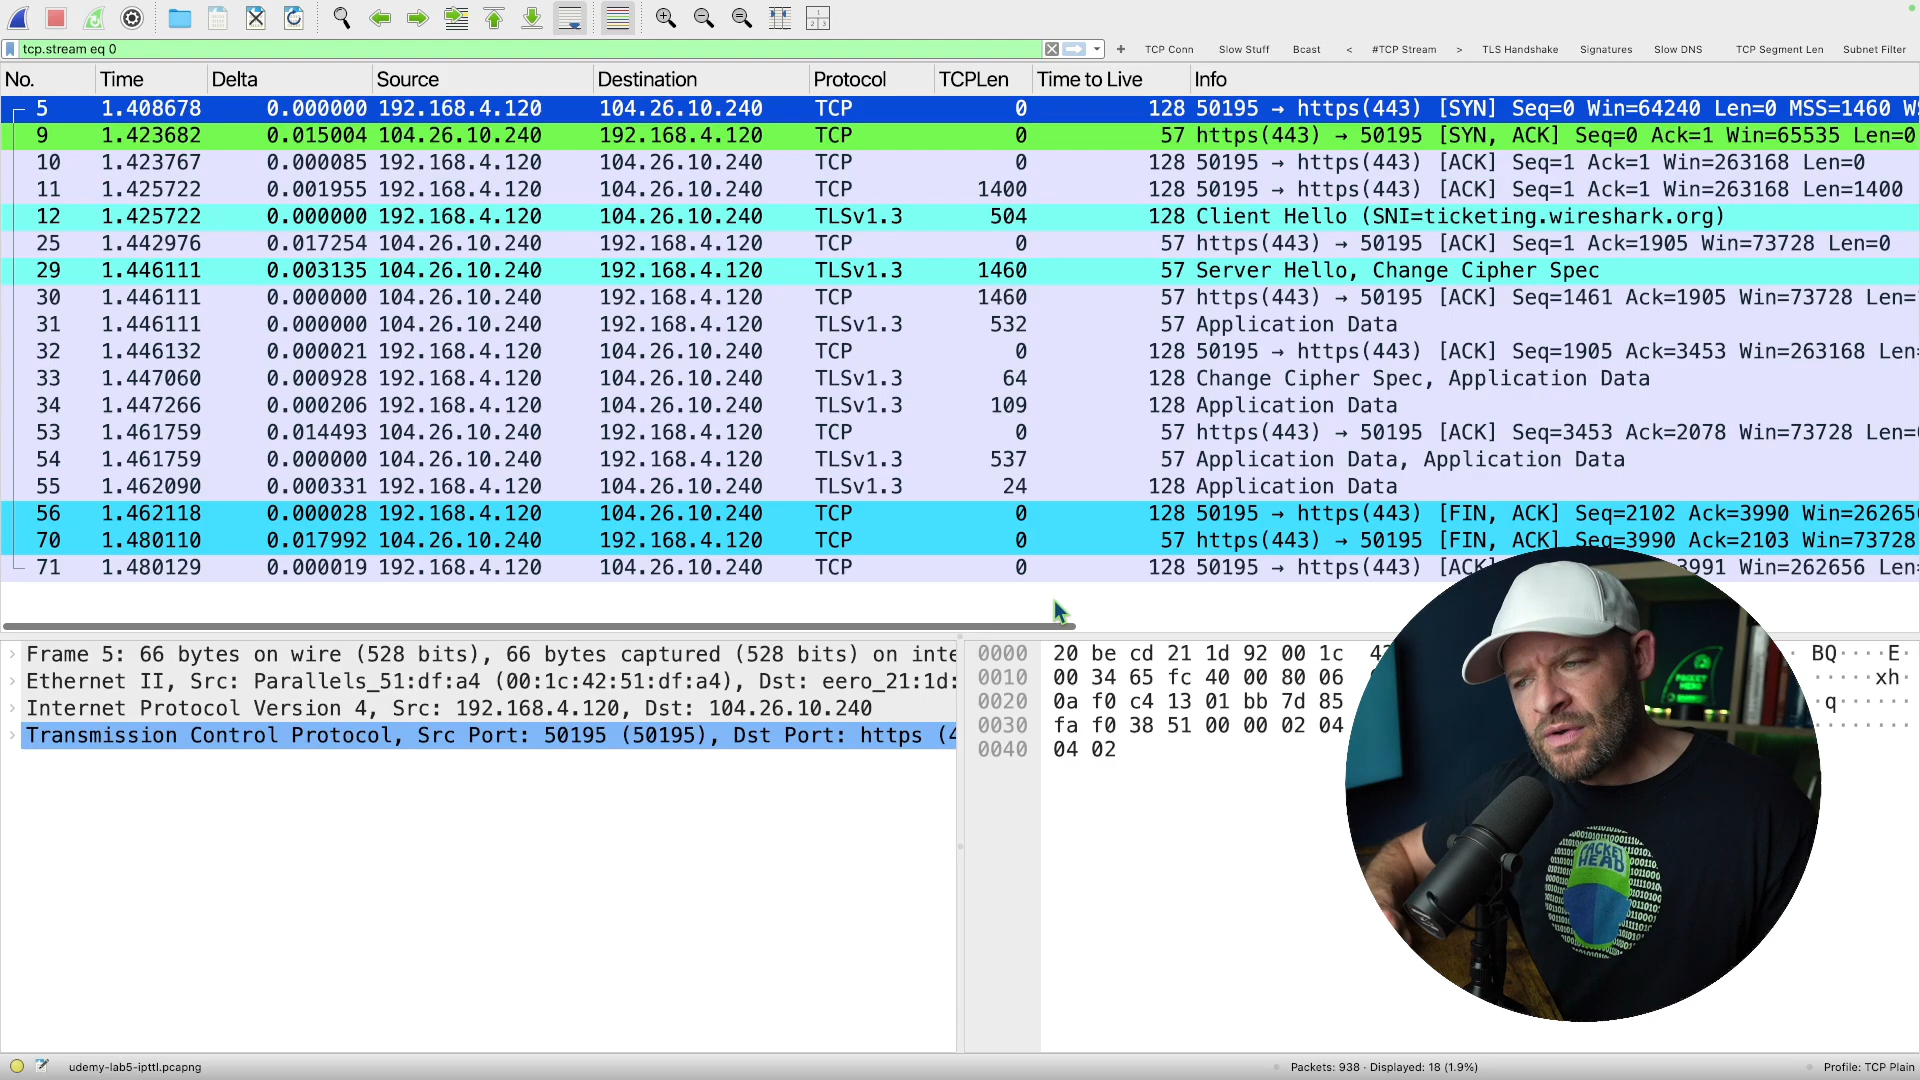 tcp.stream eq 0
+ TCP Conn Slow Stuff Bcast < #TCP Stream > TLS Handshake Signatures Slow DNS TCP Segment Len Subnet Filter
No. Time Delta Source Destination Protocol TCPLen Time to Live Info
5 1.408678 0.000000 192.168.4.120 104.26.10.240 TCP 0 128 50195 → https(443) [SYN] Seq=0 Win=64240 Len=0 MSS=1460 W
9 1.423682 0.015004 104.26.10.240 192.168.4.120 TCP 0 57 https(443) → 50195 [SYN, ACK] Seq=0 Ack=1 Win=65535 Len=0
10 1.423767 0.000085 192.168.4.120 104.26.10.240 TCP 0 128 50195 → https(443) [ACK] Seq=1 Ack=1 Win=263168 Len=0
11 1.425722 0.001955 192.168.4.120 104.26.10.240 TCP 1400 128 50195 → https(443) [ACK] Seq=1 Ack=1 Win=263168 Len=1400
12 1.425722 0.000000 192.168.4.120 104.26.10.240 TLSv1.3 504 128 Client Hello (SNI=ticketing.wireshark.org)
25 1.442976 0.017254 104.26.10.240 192.168.4.120 TCP 0 57 https(443) → 50195 [ACK] Seq=1 Ack=1905 Win=73728 Len=0
29 1.446111 0.003135 104.26.10.240 192.168.4.120 TLSv1.3 1460 57 Server Hello, Change Cipher Spec
30 1.446111 0.000000 104.26.10.240 192.168.4.120 TCP 1460 57 https(443) → 50195 [ACK] Seq=1461 Ack=1905 Win=73728 Len=
31 1.446111 0.000000 104.26.10.240 192.168.4.120 TLSv1.3 532 57 Application Data
32 1.446132 0.000021 192.168.4.120 104.26.10.240 TCP 0 128 50195 → https(443) [ACK] Seq=1905 Ack=3453 Win=263168 Len=
33 1.447060 0.000928 192.168.4.120 104.26.10.240 TLSv1.3 64 128 Change Cipher Spec, Application Data
34 1.447266 0.000206 192.168.4.120 104.26.10.240 TLSv1.3 109 128 Application Data
53 1.461759 0.014493 104.26.10.240 192.168.4.120 TCP 0 57 https(443) → 50195 [ACK] Seq=3453 Ack=2078 Win=73728 Len=
54 1.461759 0.000000 104.26.10.240 192.168.4.120 TLSv1.3 537 57 Application Data, Application Data
55 1.462090 0.000331 192.168.4.120 104.26.10.240 TLSv1.3 24 128 Application Data
56 1.462118 0.000028 192.168.4.120 104.26.10.240 TCP 0 128 50195 → https(443) [FIN, ACK] Seq=2102 Ack=3990 Win=26265
70 1.480110 0.017992 104.26.10.240 192.168.4.120 TCP 0 57 https(443) → 50195 [FIN, ACK] Seq=3990 Ack=2103 Win=73728
71 1.480129 0.000019 192.168.4.120 104.26.10.240 TCP 0 128 50195 → https(443) [ACK] 3991 Win=262656 Len=
Frame 5: 66 bytes on wire (528 bits), 66 bytes captured (528 bits) on inte
Ethernet II, Src: Parallels_51:df:a4 (00:1c:42:51:df:a4), Dst: eero_21:1d:
Internet Protocol Version 4, Src: 192.168.4.120, Dst: 104.26.10.240
Transmission Control Protocol, Src Port: 50195 (50195), Dst Port: https (4
0000 20 be cd 21 1d 92 00 1c 42 · BQ····E·
0010 00 34 65 fc 40 00 80 06 xh·
0020 0a f0 c4 13 01 bb 7d 85 ·q·····
0030 fa f0 38 51 00 00 02 04 ········
0040 04 02
PACKET HERO
PACKET HEAD
udemy-lab5-ipttl.pcapng
Packets: 938 · Displayed: 18 (1.9%)
Profile: TCP Plain